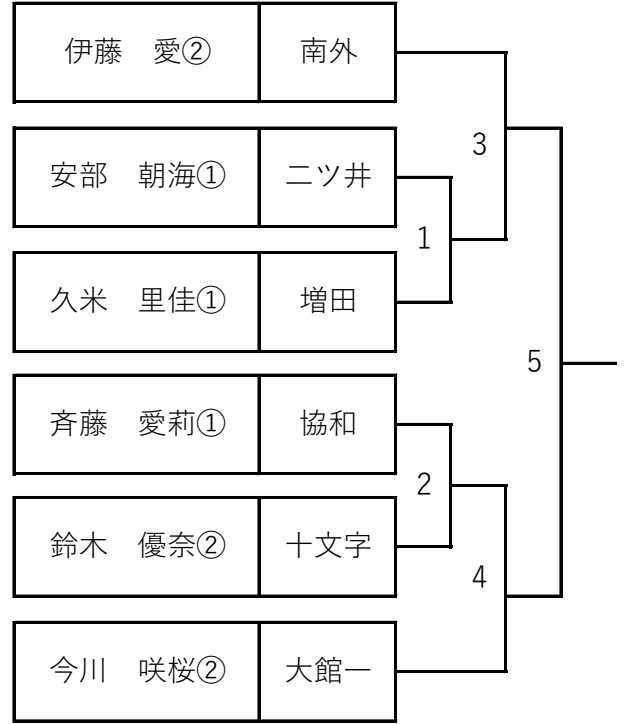 伊藤　愛② 南外
3
安部　朝海① 二ツ井
1
久米　里佳① 増田
5
斉藤　愛莉① 協和
2
鈴木　優奈② 十文字
4
今川　咲桜② 大館一